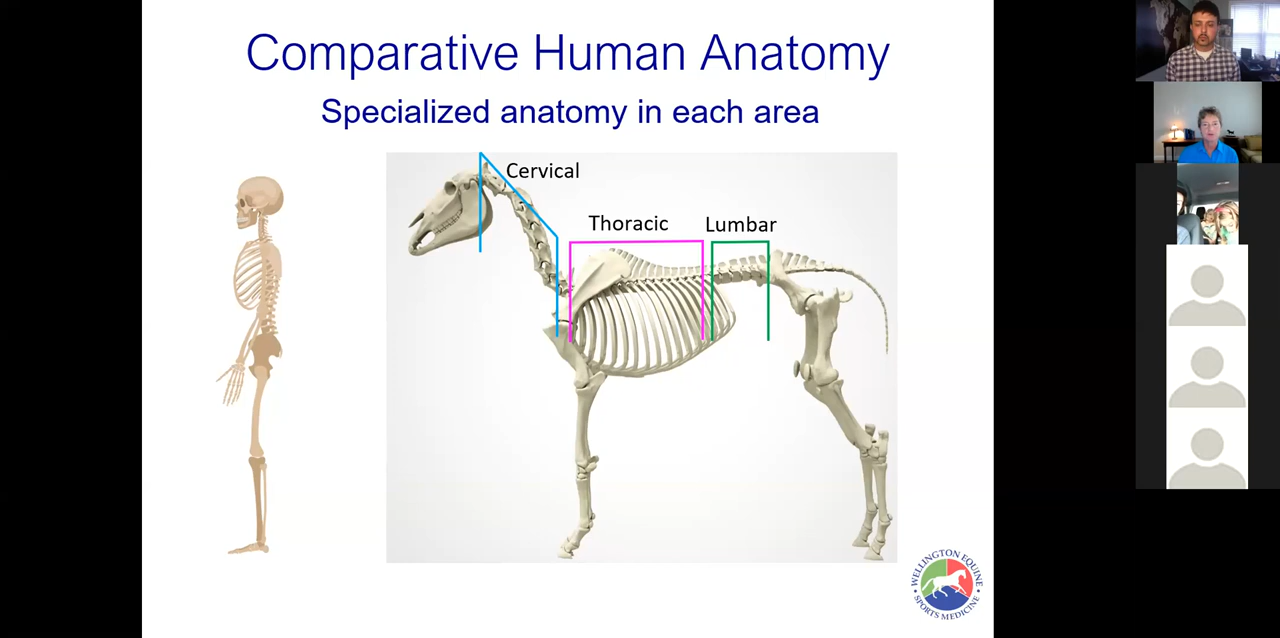 Comparative Human Anatomy
Specialized anatomy in each area
Cervical
Thoracic
Lumbar
WELLINGTON EQUINE
SPORTS MEDICINE